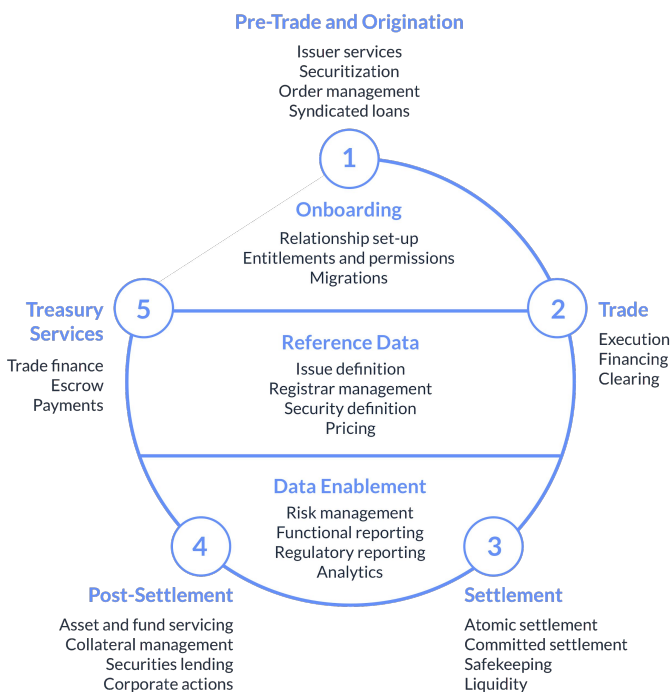 Pre-Trade and Origination
Issuer services
Securitization
Order management
Syndicated loans
1
Onboarding
Relationship set-up
Entitlements and permissions
Migrations
2
Trade
Execution
Financing
Clearing
5
Treasury
Services
Trade finance
Escrow
Payments
Reference Data
Issue definition
Registrar management
Security definition
Pricing
Data Enablement
Risk management
Functional reporting
Regulatory reporting
Analytics
3
Settlement
Atomic settlement
Committed settlement
Safekeeping
Liquidity
4
Post-Settlement
Asset and fund servicing
Collateral management
Securities lending
Corporate actions